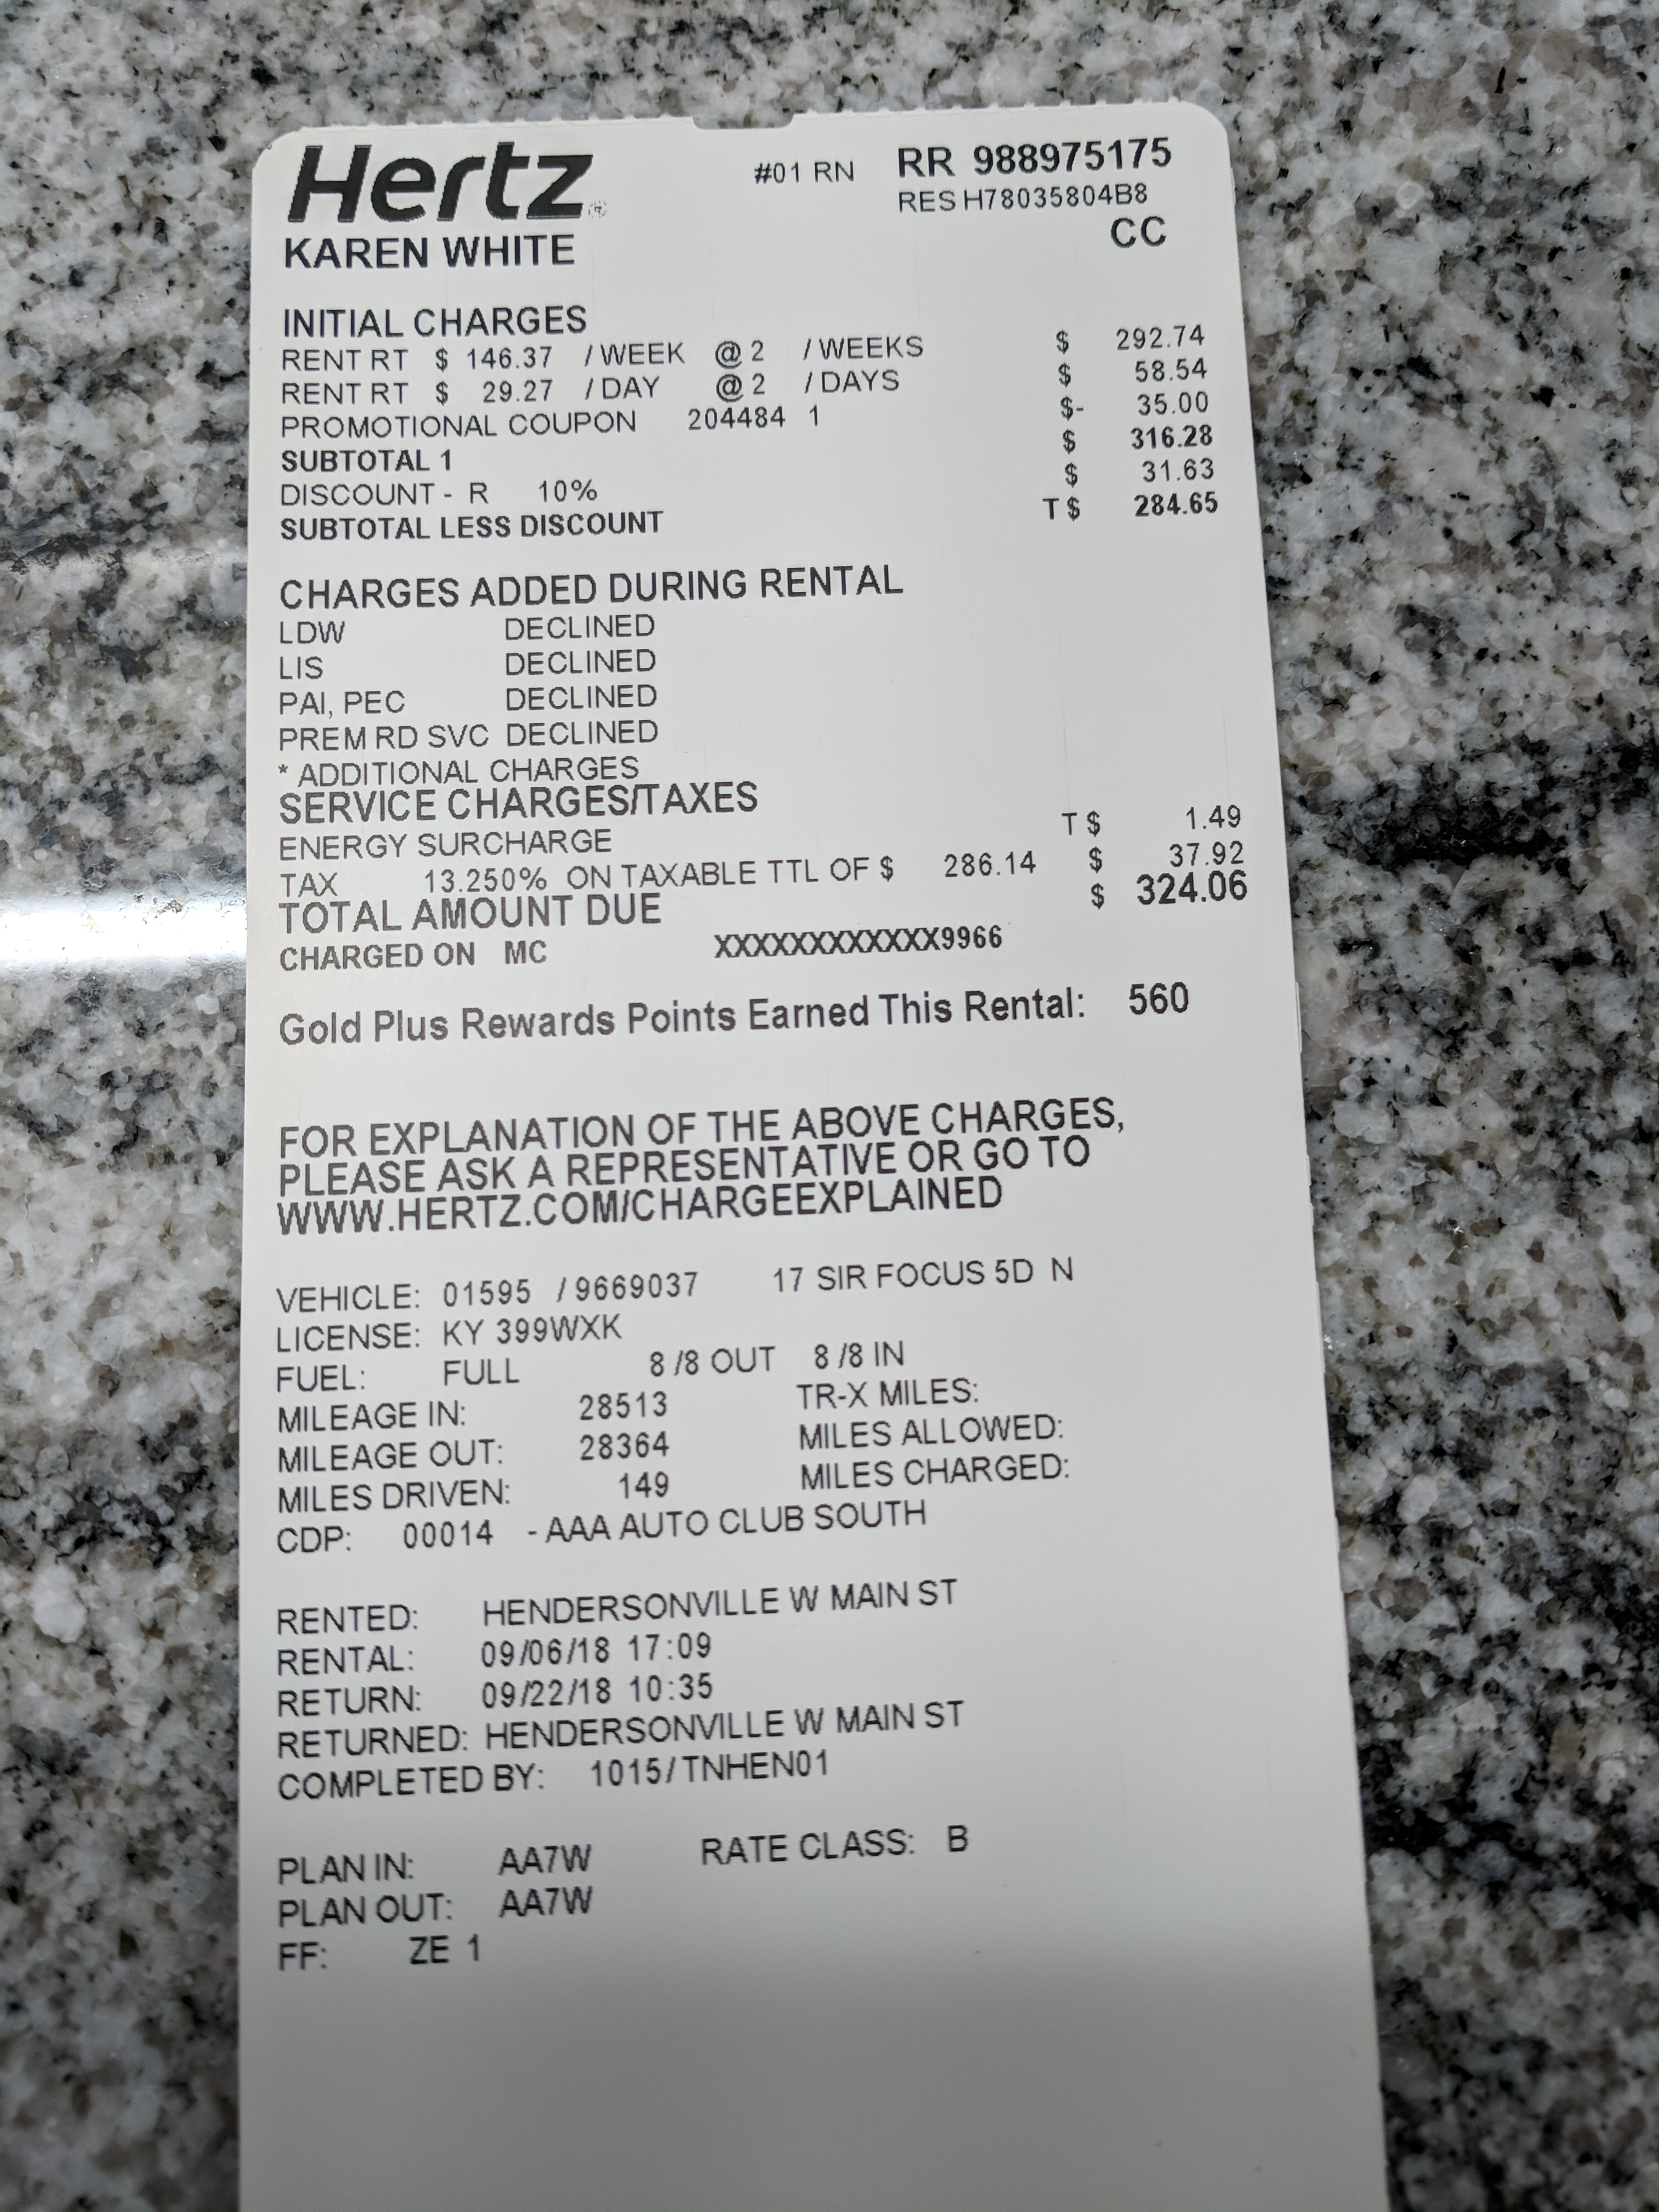 Hertz® #01 RN RR 988975175
RES H78035804B8
KAREN WHITE CC
INITIAL CHARGES
RENT RT $ 146.37 / WEEK @ 2 / WEEKS $ 292.74
RENT RT $ 29.27 / DAY @ 2 / DAYS $ 58.54
PROMOTIONAL COUPON 204484 1 $- 35.00
SUBTOTAL 1 $ 316.28
DISCOUNT - R 10% $ 31.63
SUBTOTAL LESS DISCOUNT T $ 284.65
CHARGES ADDED DURING RENTAL
LDW DECLINED
LIS DECLINED
PAI, PEC DECLINED
PREM RD SVC DECLINED
* ADDITIONAL CHARGES
SERVICE CHARGES/TAXES
ENERGY SURCHARGE T $ 1.49
TAX 13.250% ON TAXABLE TTL OF $ 286.14 $ 37.92
TOTAL AMOUNT DUE $ 324.06
CHARGED ON MC XXXXXXXXXXXX9966
Gold Plus Rewards Points Earned This Rental: 560
FOR EXPLANATION OF THE ABOVE CHARGES,
PLEASE ASK A REPRESENTATIVE OR GO TO
WWW.HERTZ.COM/CHARGEEXPLAINED
VEHICLE: 01595 / 9669037 17 SIR FOCUS 5D N
LICENSE: KY 399WXK
FUEL: FULL 8 /8 OUT 8 /8 IN
MILEAGE IN: 28513 TR-X MILES:
MILEAGE OUT: 28364 MILES ALLOWED:
MILES DRIVEN: 149 MILES CHARGED:
CDP: 00014 - AAA AUTO CLUB SOUTH
RENTED: HENDERSONVILLE W MAIN ST
RENTAL: 09/06/18 17:09
RETURN: 09/22/18 10:35
RETURNED: HENDERSONVILLE W MAIN ST
COMPLETED BY: 1015/ TNHEN01
PLAN IN: AA7W RATE CLASS: B
PLAN OUT: AA7W
FF: ZE 1